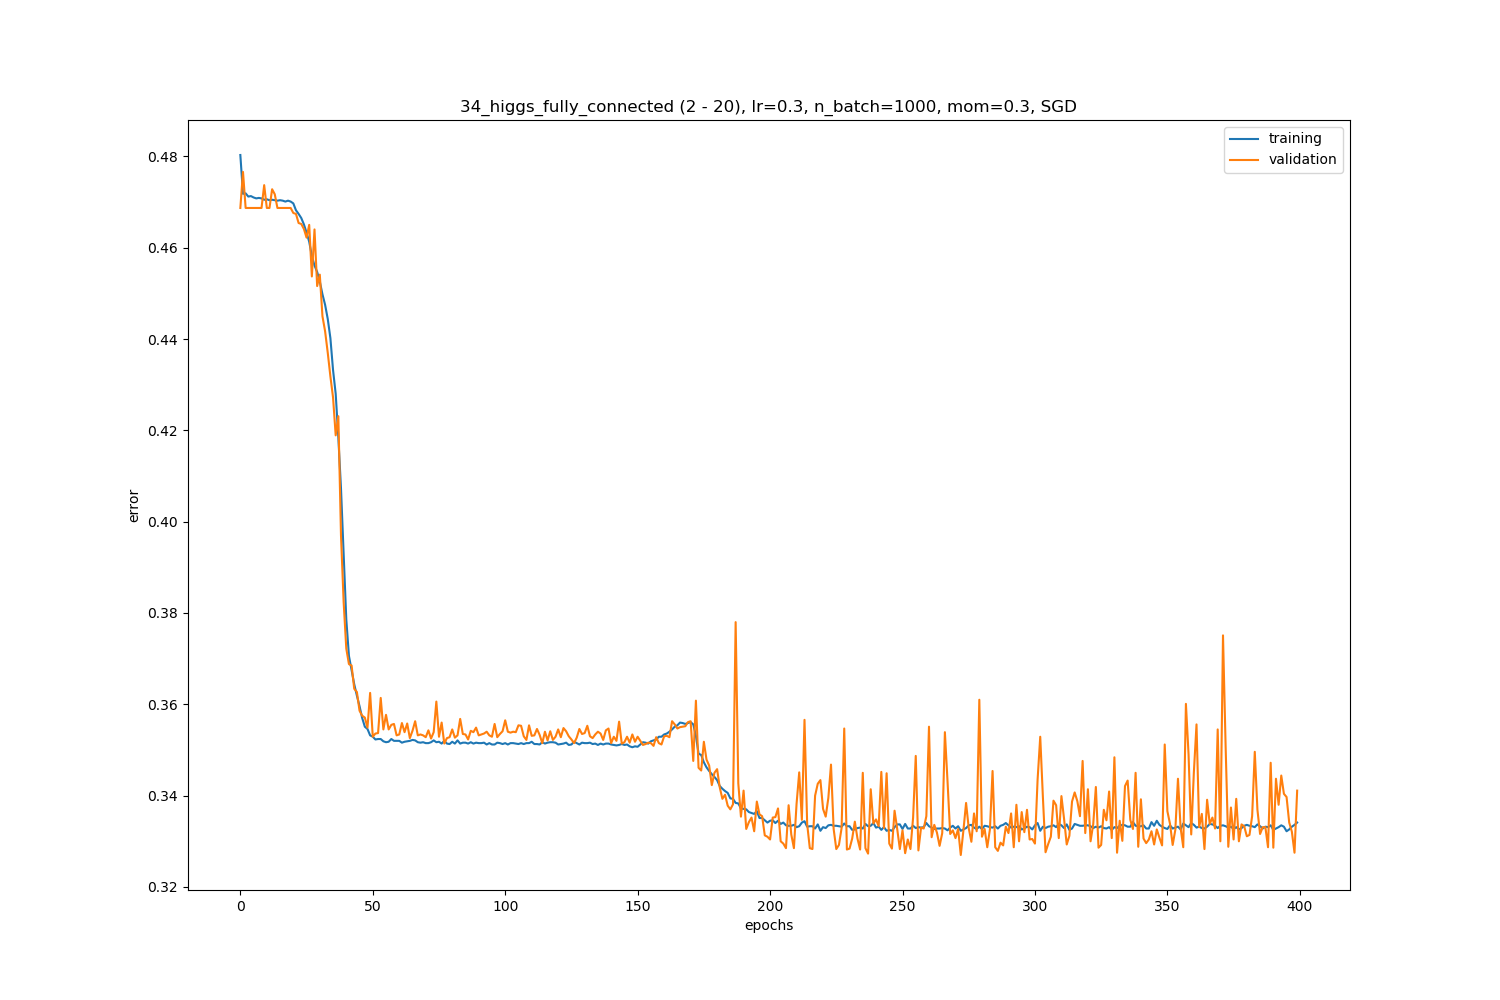 34_higgs_fully_connected (2 - 20), lr=0.3, n_batch=1000, mom=0.3, SGD
training
validation
0.48
0.46
0.44
0.42
0.40
0.38
0.36
0.34
0.32
error
0 50 100 150 200 250 300 350 400
epochs